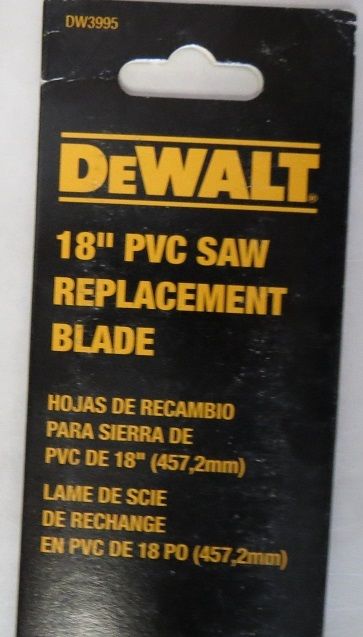 DW3995
DEWALT®
18" PVC SAW
REPLACEMENT
BLADE
HOJAS DE RECAMBIO
PARA SIERRA DE
PVC DE 18" (457,2mm)
LAME DE SCIE
DE RECHANGE
EN PVC DE 18 PO (457,2mm)